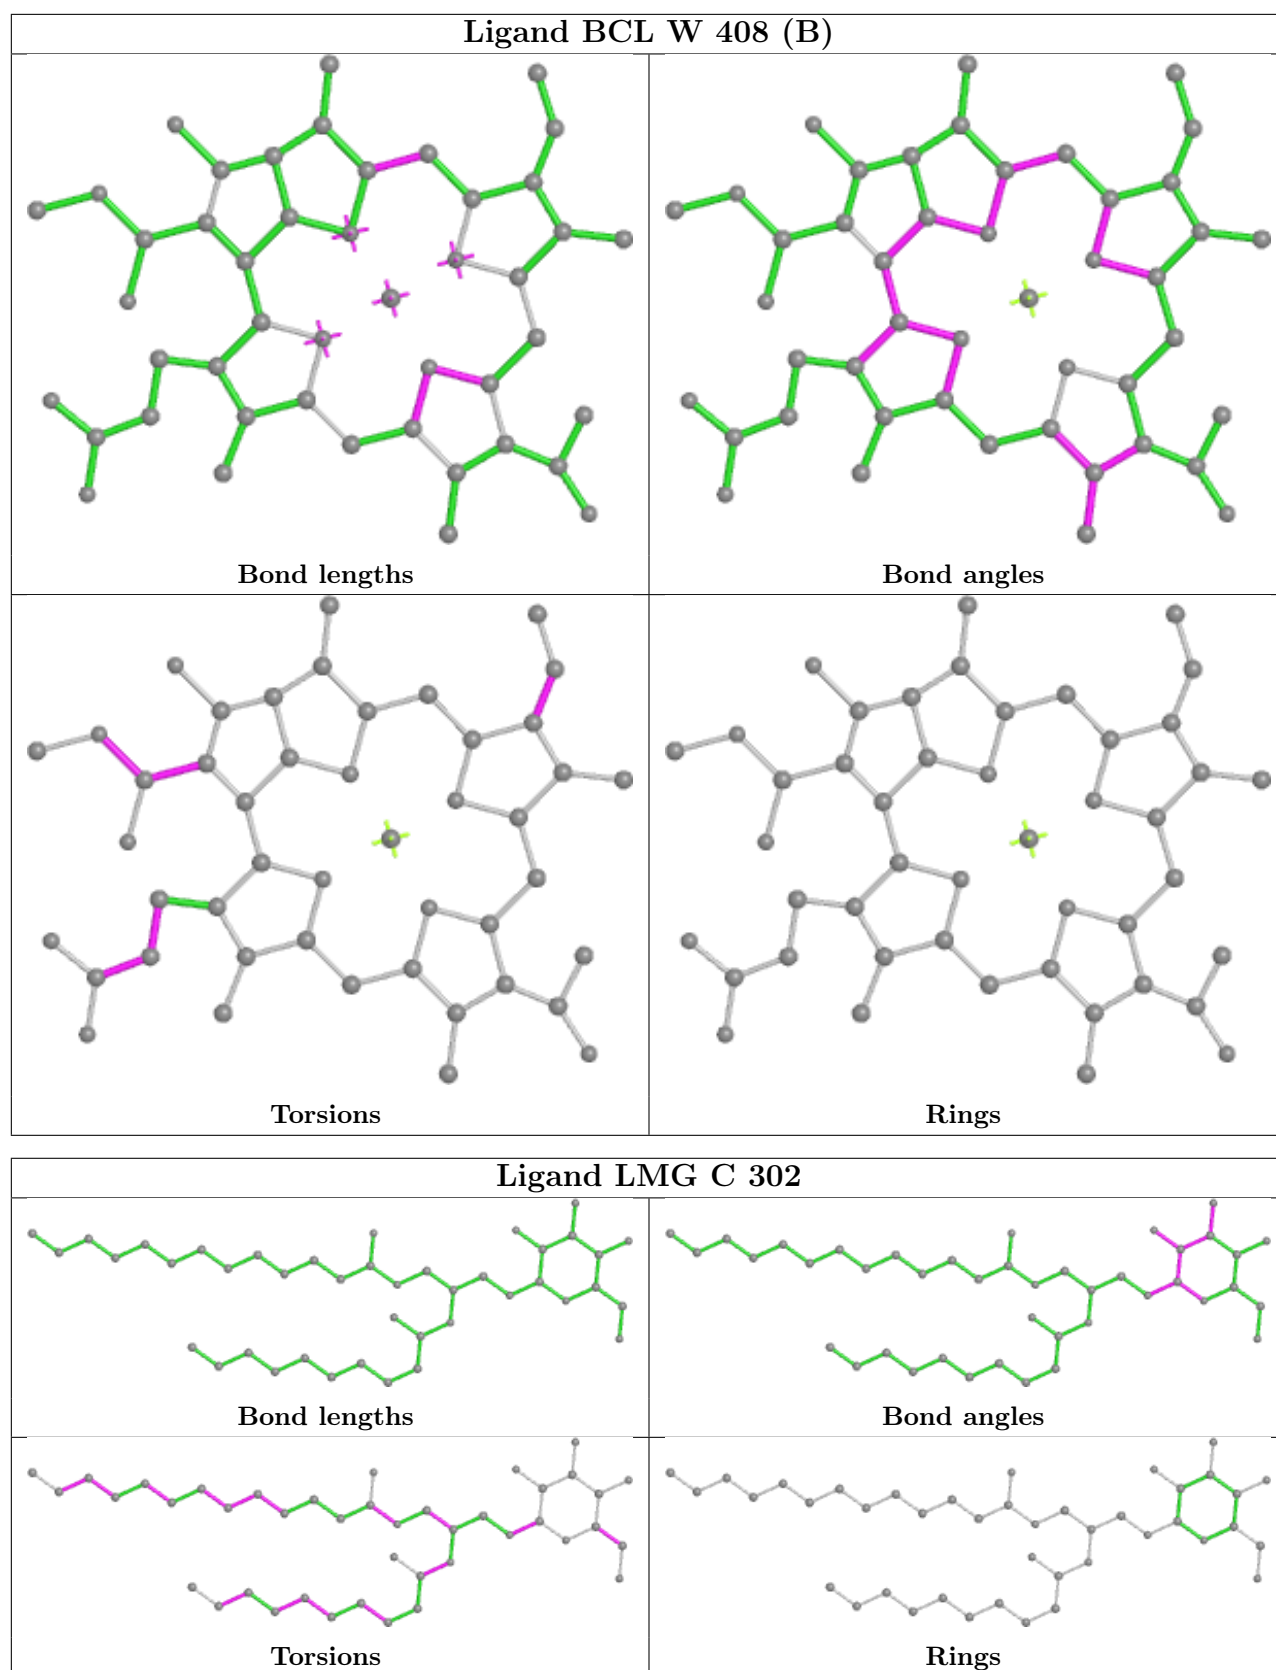 Ligand BCL W 408 (B)
Bond lengths
Bond angles
Torsions
Rings
Ligand LMG C 302
Bond lengths
Bond angles
Torsions
Rings